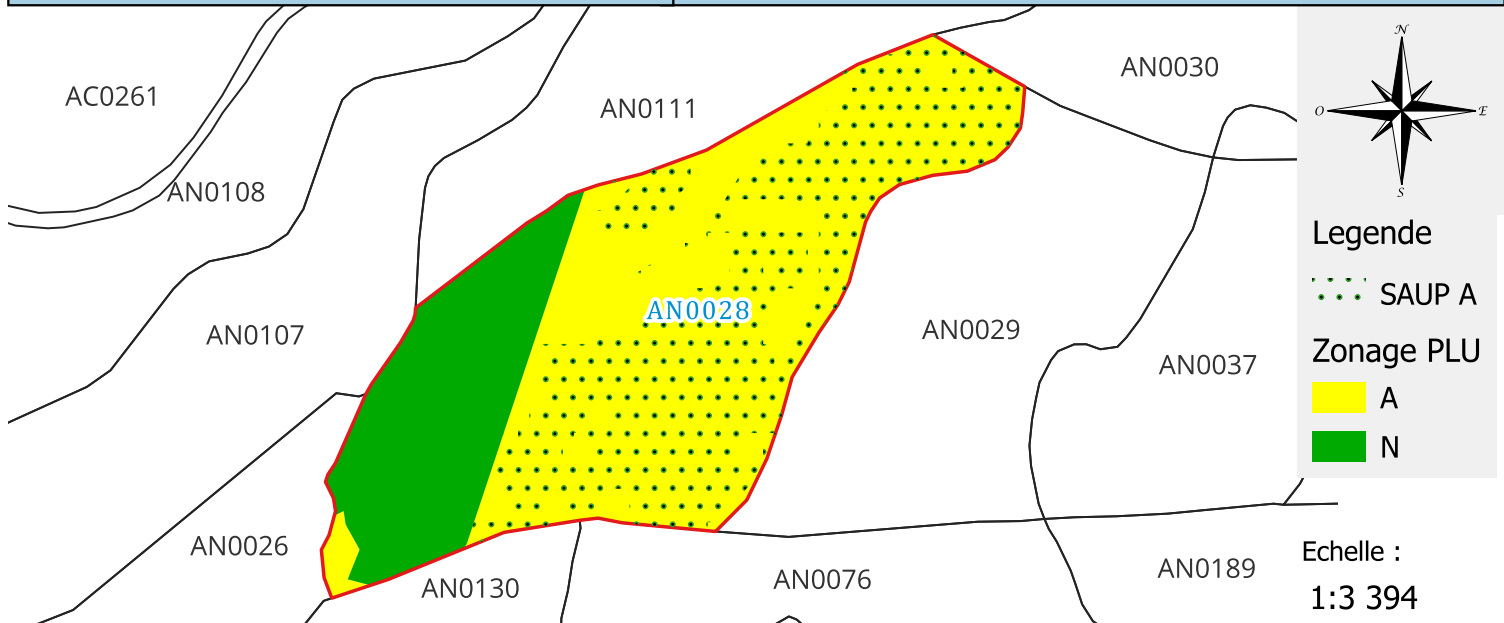 AC0261
AN0111
AN0030
N
O
E
S
AN0108
Legende
SAUP A
AN0028
AN0107
AN0029
Zonage PLU
AN0037
A
N
AN0026
Echelle :
AN0130
AN0076
AN0189
1:3 394